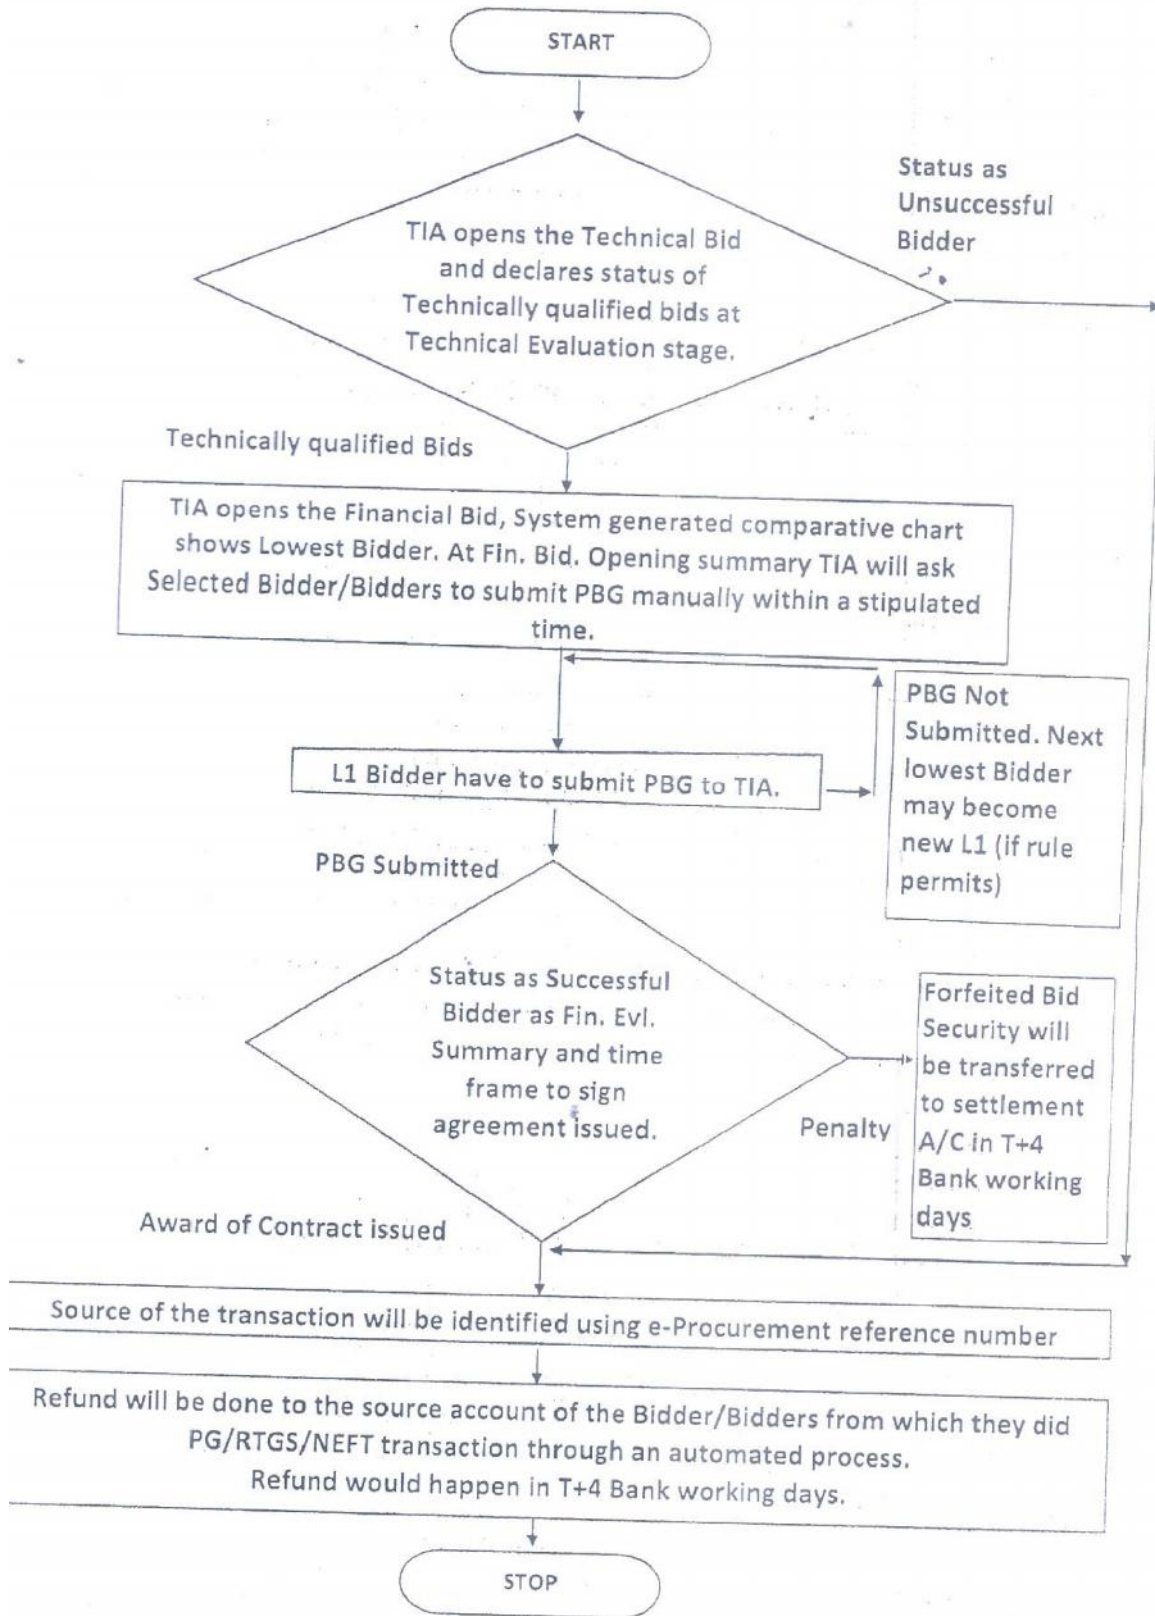 START
Status as
Unsuccessful
Bidder
TIA opens the Technical Bid
and declares status of
Technically qualified bids at
Technical Evaluation stage.
Technically qualified Bids
TIA opens the Financial Bid, System generated comparative chart
shows Lowest Bidder. At Fin. Bid. Opening summary TIA will ask
Selected Bidder/Bidders to submit PBG manually within a stipulated
time.
PBG Not
Submitted. Next
lowest Bidder
may become
new L1 (if rule
permits)
L1 Bidder have to submit PBG to TIA.
PBG Submitted
Status as Successful
Bidder as Fin. Evl.
Summary and time
frame to sign
agreement issued.
Penalty
Forfeited Bid
Security will
be transferred
to settlement
A/C in T+4
Bank working
days
Award of Contract issued
Source of the transaction will be identified using e-Procurement reference number
Refund will be done to the source account of the Bidder/Bidders from which they did
PG/RTGS/NEFT transaction through an automated process.
Refund would happen in T+4 Bank working days.
STOP